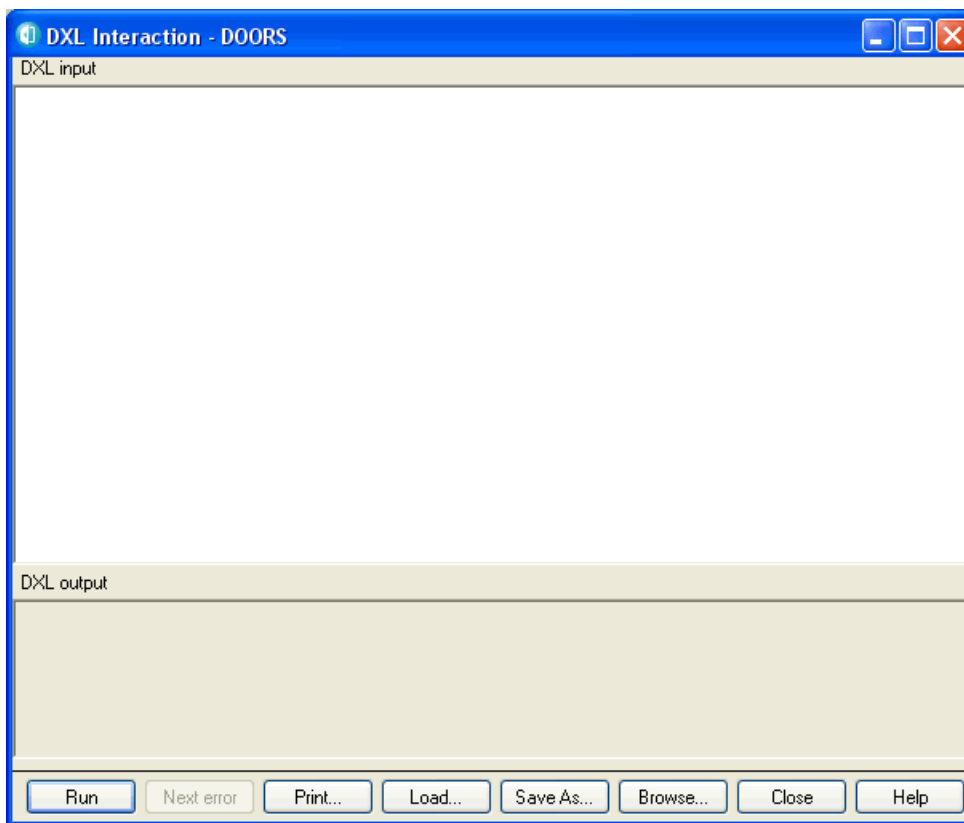 DXL Interaction - DOORS
DXL input
DXL output
Run Next error Print... Load... Save As... Browse... Close Help